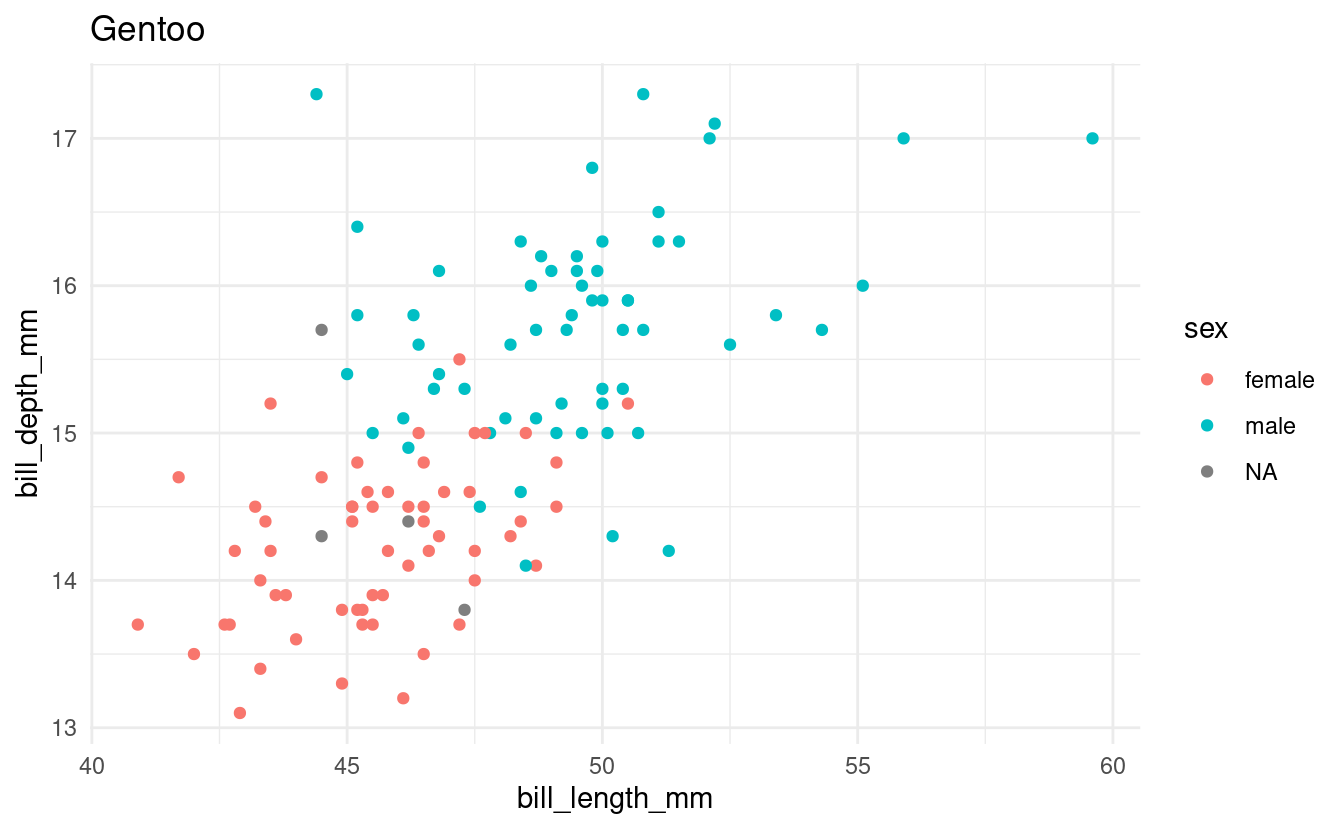 Gentoo
17
16
15
14
13
bill_depth_mm
40 45 50 55 60
bill_length_mm
sex
female
male
NA